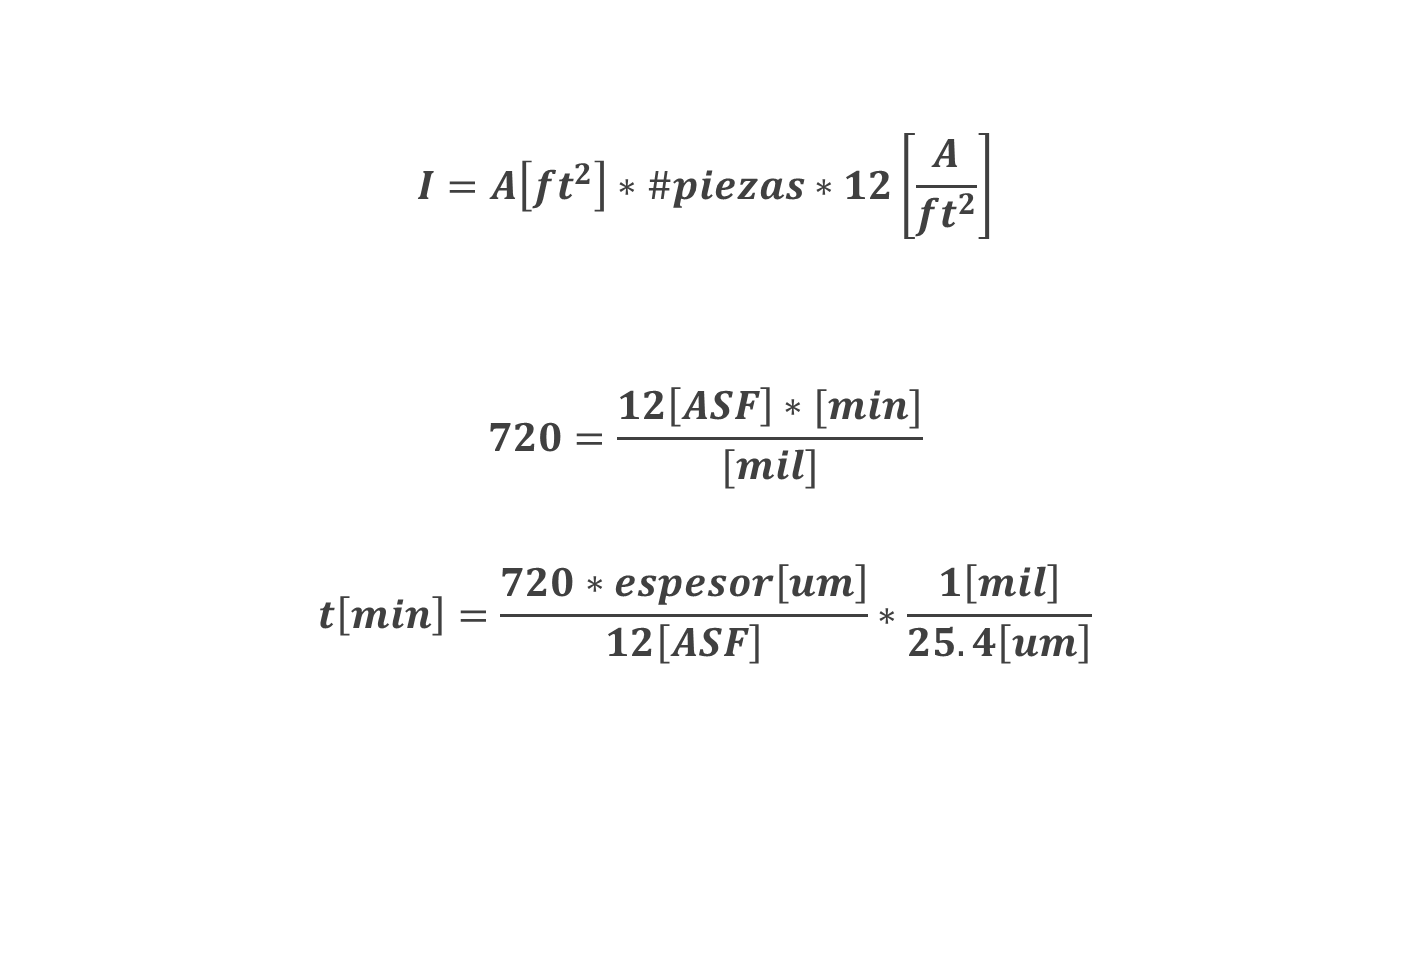 I = A[ft²] * #piezas * 12 [A/ft²]
720 = 12[ASF] * [min] / [mil]
t[min] = 720 * espesor[um] / 12[ASF] * 1[mil] / 25.4[um]